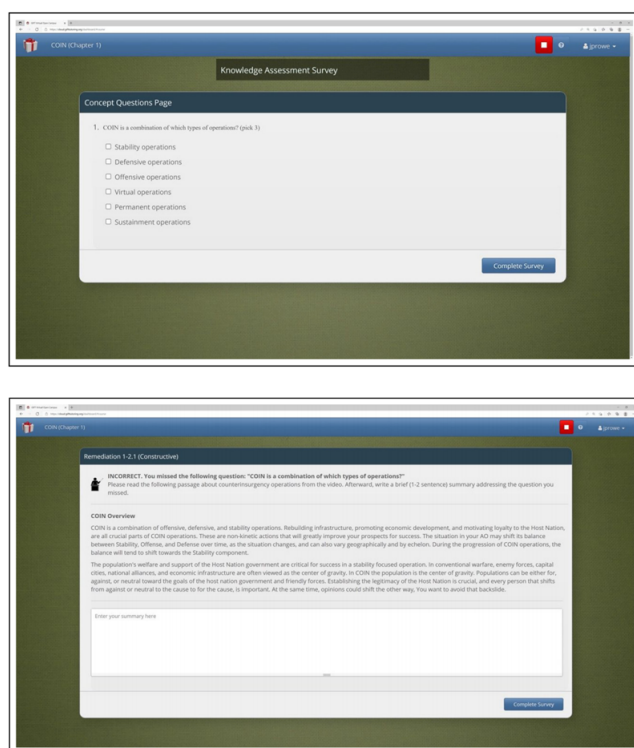 COIN (Chapter 1)
jprowe
Knowledge Assessment Survey
Concept Questions Page
1. COIN is a combination of which types of operations? (pick 3)
Stability operations
Defensive operations
Offensive operations
Virtual operations
Permanent operations
Sustainment operations
Complete Survey
COIN (Chapter 1)
jprowe
Remediation 1-2.1 (Constructive)
INCORRECT. You missed the following question: "COIN is a combination of which types of operations?"
Please read the following passage about counterinsurgency operations from the video. Afterward, write a brief (1-2 sentence) summary addressing the question you
missed.
COIN Overview
COIN is a combination of offensive, defensive, and stability operations. Rebuilding infrastructure, promoting economic development, and motivating loyalty to the Host Nation,
are all crucial parts of COIN operations. These are non-kinetic actions that will greatly improve your prospects for success. The situation in your AO may shift its balance
between Stability, Offense, and Defense over time, as the situation changes, and can also vary geographically and by echelon. During the progression of COIN operations, the
balance will tend to shift towards the Stability component.
The population's welfare and support of the Host Nation government are critical for success in a stability focused operation. In conventional warfare, enemy forces, capital
cities, national alliances, and economic infrastructure are often viewed as the center of gravity. In COIN the population is the center of gravity. Populations can be either for,
against, or neutral toward the goals of the host nation government and friendly forces. Establishing the legitimacy of the Host Nation is crucial, and every person that shifts
from against or neutral to the cause to for the cause, is important. At the same time, opinions could shift the other way, You want to avoid that backslide.
Enter your summary here
Complete Survey